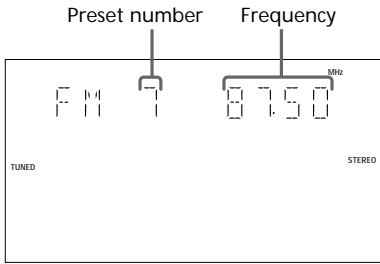 Preset number Frequency
MHz
FM 7 87.50
TUNED
STEREO